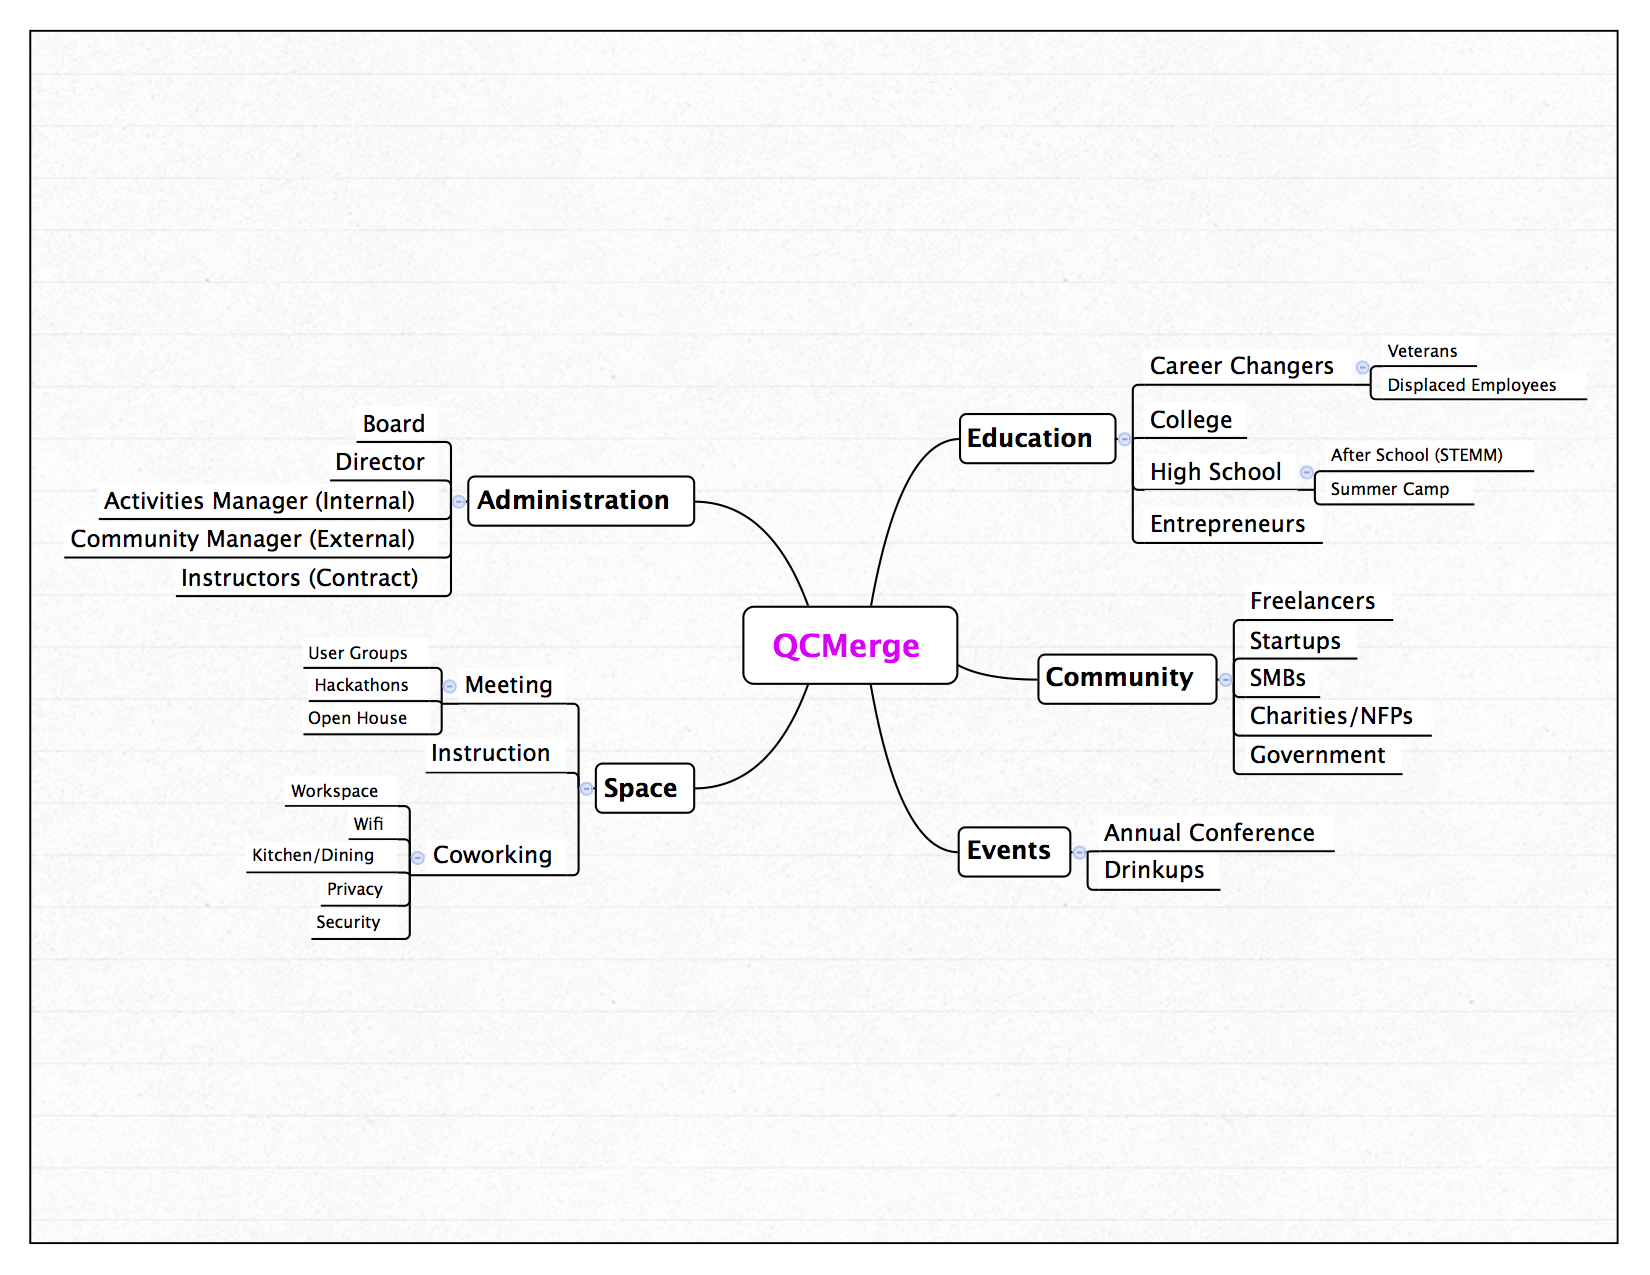 QCMerge
Education
Career Changers
Veterans
Displaced Employees
College
High School
After School (STEMM)
Summer Camp
Entrepreneurs
Community
Freelancers
Startups
SMBs
Charities/NFPs
Government
Events
Annual Conference
Drinkups
Administration
Board
Director
Activities Manager (Internal)
Community Manager (External)
Instructors (Contract)
Space
Meeting
User Groups
Hackathons
Open House
Instruction
Coworking
Workspace
Wifi
Kitchen/Dining
Privacy
Security